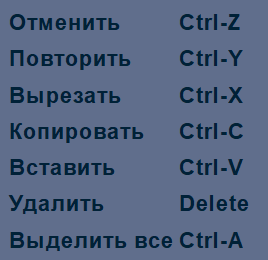 Отменить Ctrl-Z
Повторить Ctrl-Y
Вырезать Ctrl-X
Копировать Ctrl-C
Вставить Ctrl-V
Удалить Delete
Выделить все Ctrl-A